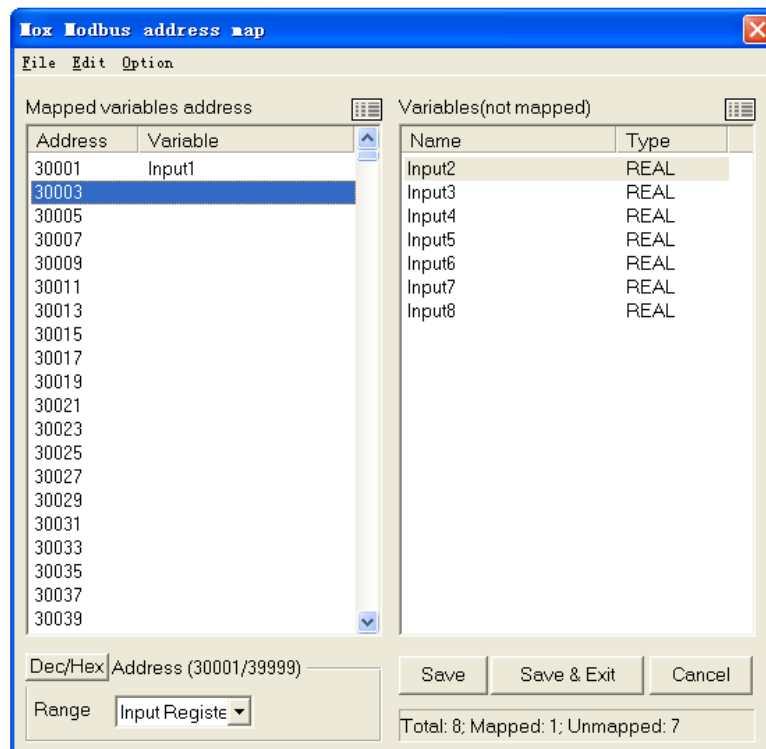 Mox Modbus address map
File Edit Option
Mapped variables address
Address Variable
30001 Input1
30003
30005
30007
30009
30011
30013
30015
30017
30019
30021
30023
30025
30027
30029
30031
30033
30035
30037
30039
Dec/Hex Address (30001/39999)
Range Input Registe
Variables(not mapped)
Name Type
Input2 REAL
Input3 REAL
Input4 REAL
Input5 REAL
Input6 REAL
Input7 REAL
Input8 REAL
Save Save & Exit Cancel
Total: 8; Mapped: 1; Unmapped: 7